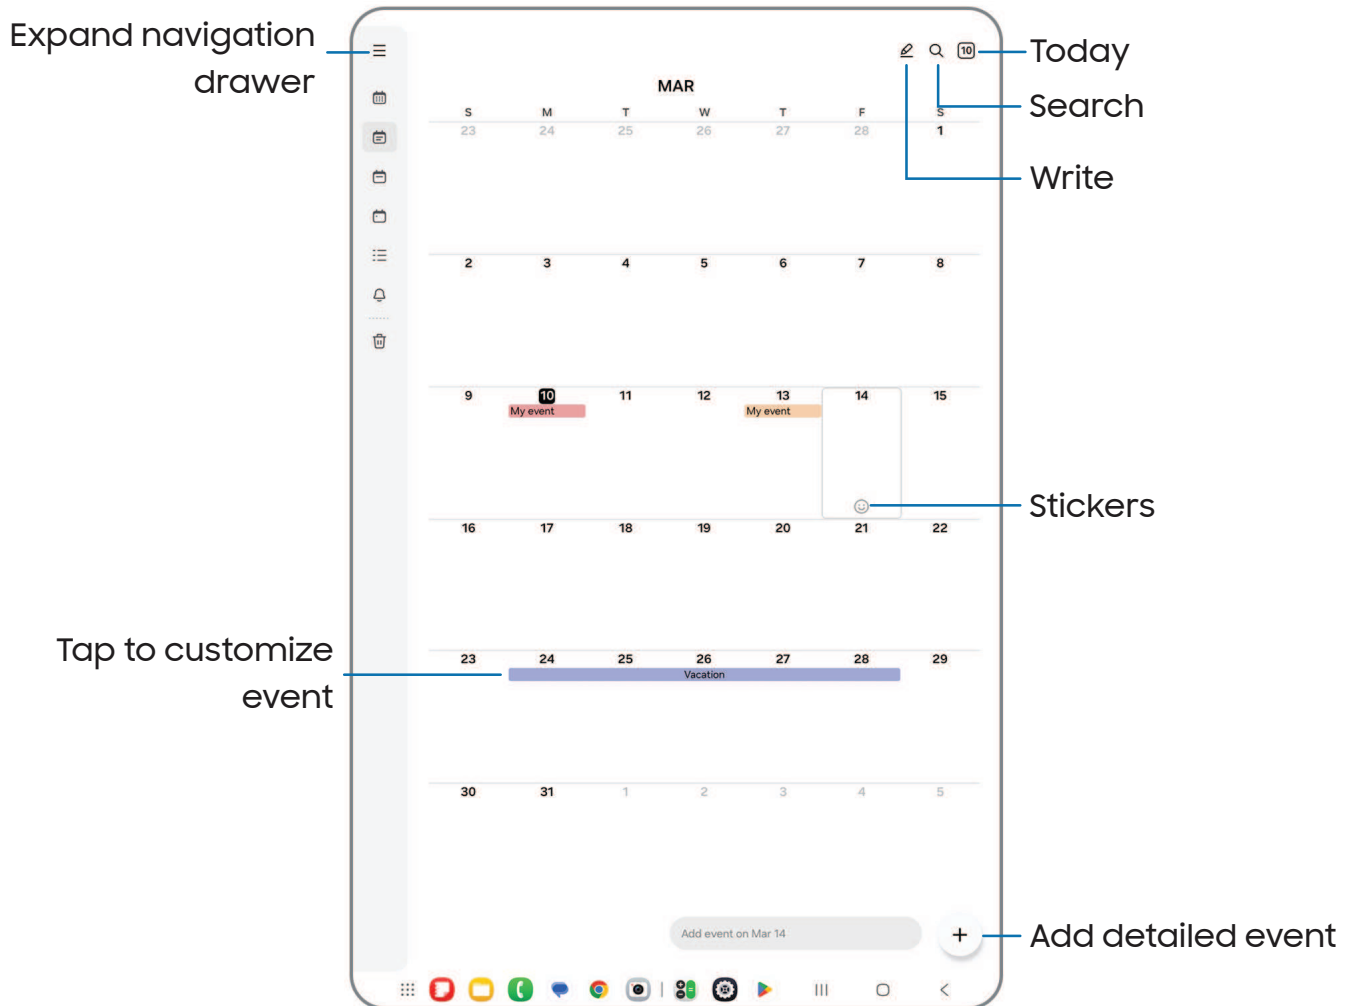 Expand navigation
drawer
10
Today
Search
Write
MAR
S M T W T F S
23 24 25 26 27 28 1
2 3 4 5 6 7 8
9 10 11 12 13 14 15
My event My event
Stickers
16 17 18 19 20 21 22
Tap to customize
event
23 24 25 26 27 28 29
Vacation
30 31 1 2 3 4 5
Add event on Mar 14
Add detailed event